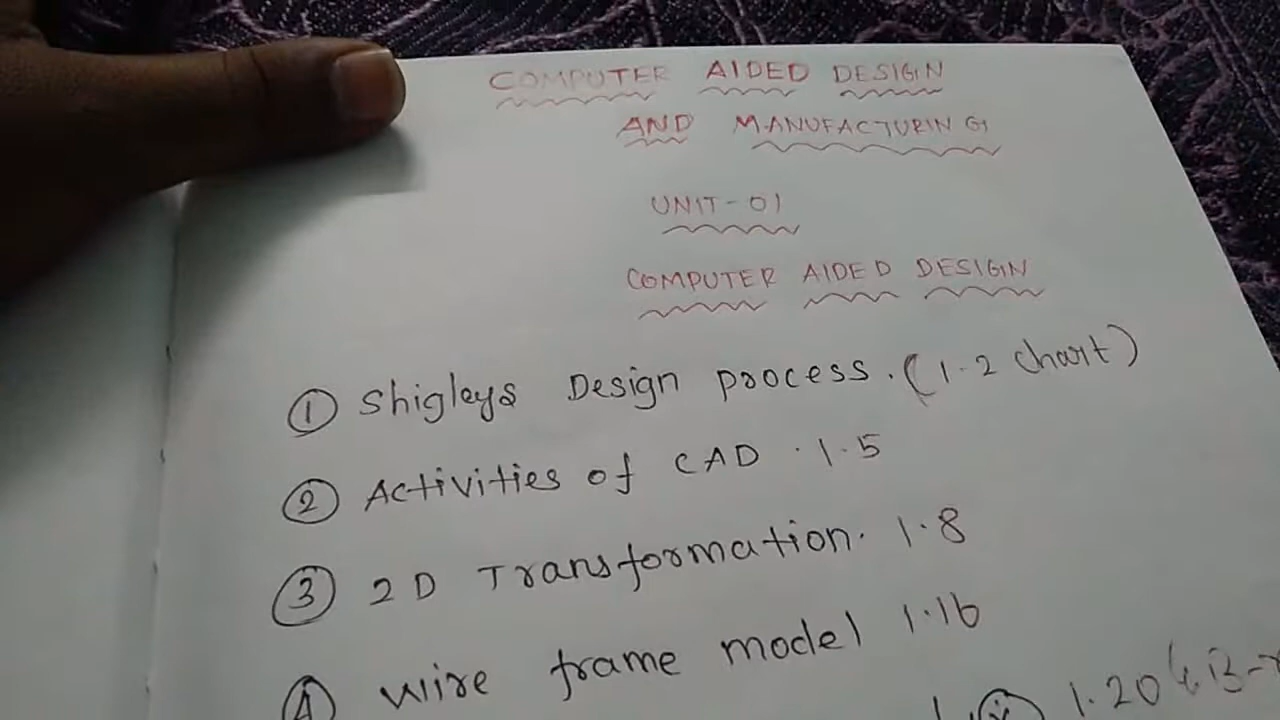 COMPUTER AIDED DESIGN
AND MANUFACTURING
UNIT-01
COMPUTER AIDED DESIGN
① Shigleys Design process. (1.2 chart)
② Activities of CAD . 1.5
③ 2D Transformation. 1.8
④ Wire frame model 1.16
1.20